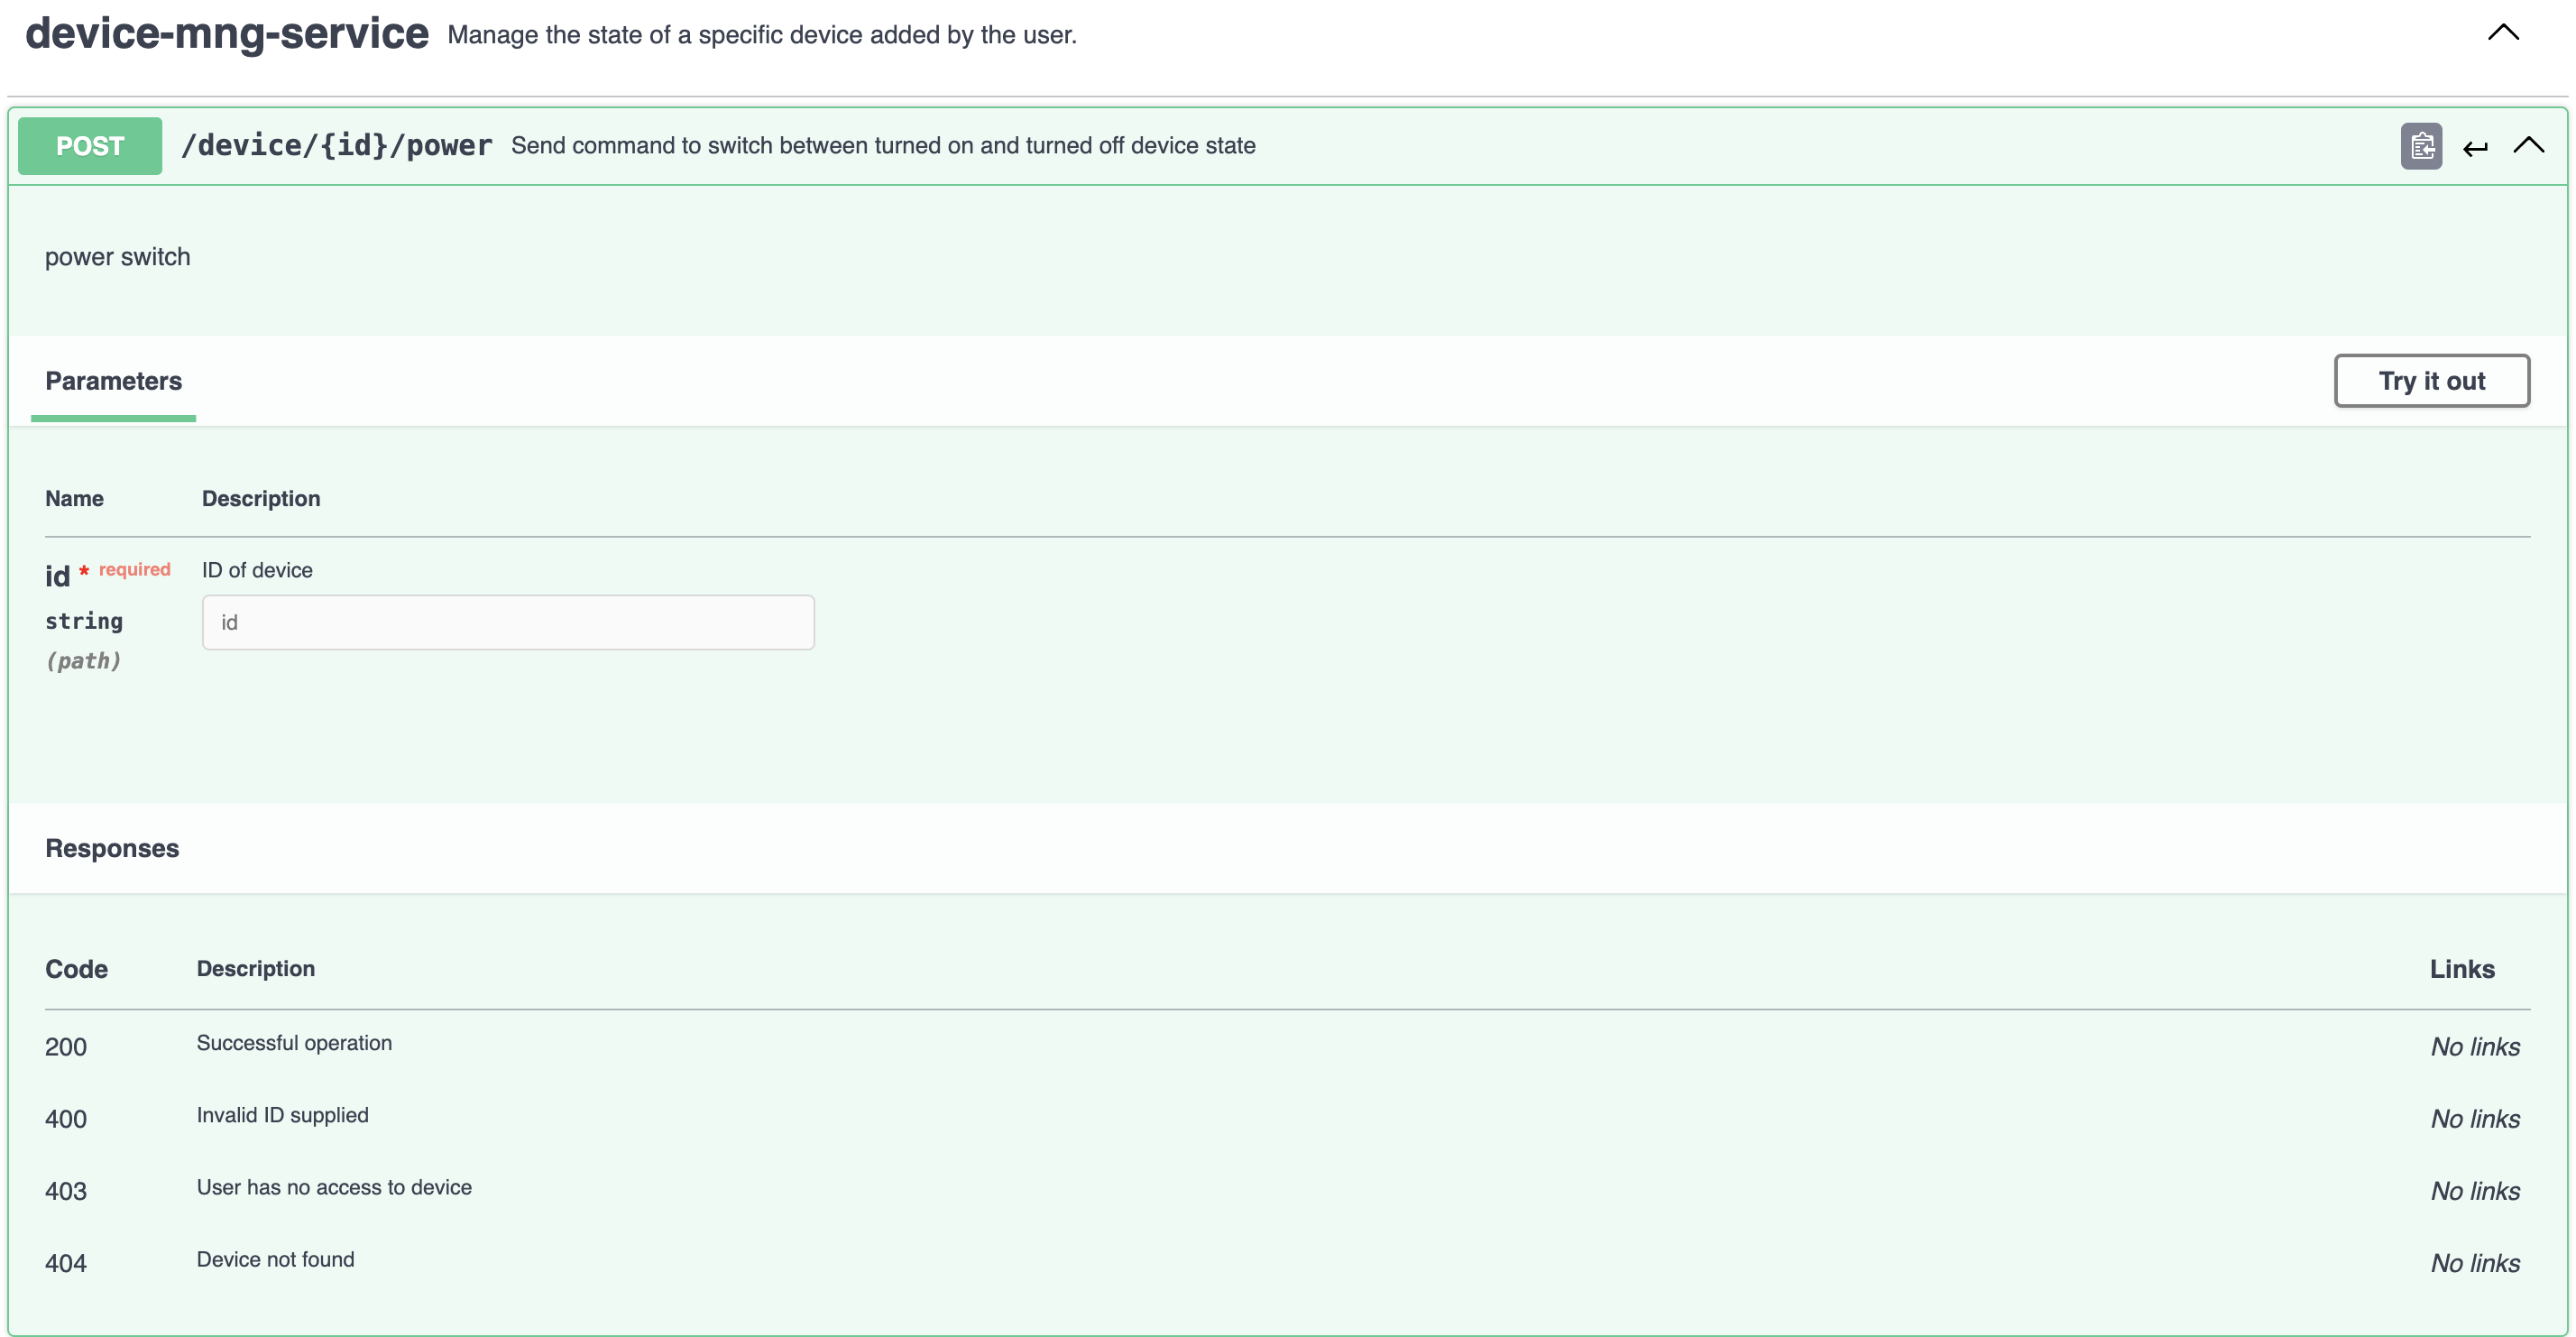 device-mng-service Manage the state of a specific device added by the user.
POST /device/{id}/power Send command to switch between turned on and turned off device state
power switch
Parameters Try it out
Name Description
id * required ID of device
string id
(path)
Responses
Code Description Links
200 Successful operation No links
400 Invalid ID supplied No links
403 User has no access to device No links
404 Device not found No links